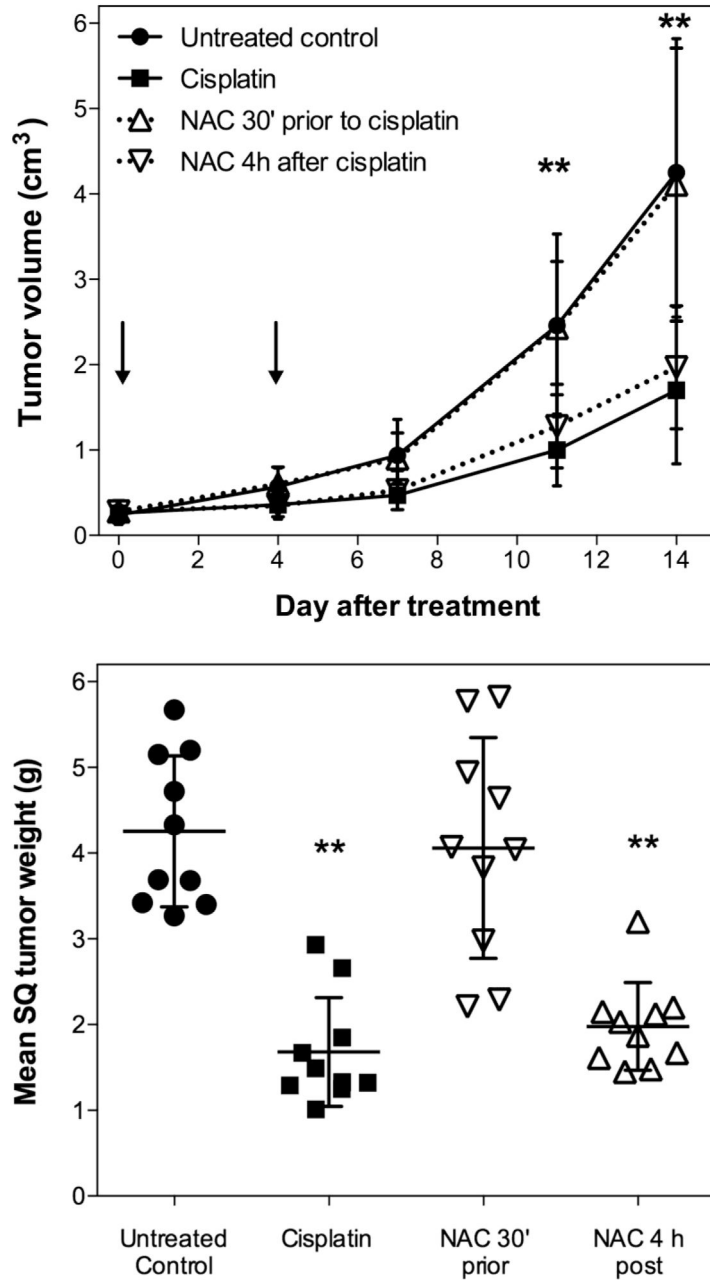 6
5
4
3
2
1
0
Tumor volume (cm³)
Untreated control
Cisplatin
NAC 30' prior to cisplatin
NAC 4h after cisplatin
**
**
0 2 4 6 8 10 12 14
Day after treatment
6
5
4
3
2
1
0
Mean SQ tumor weight (g)
**
**
Untreated Control
Cisplatin
NAC 30' prior
NAC 4 h post